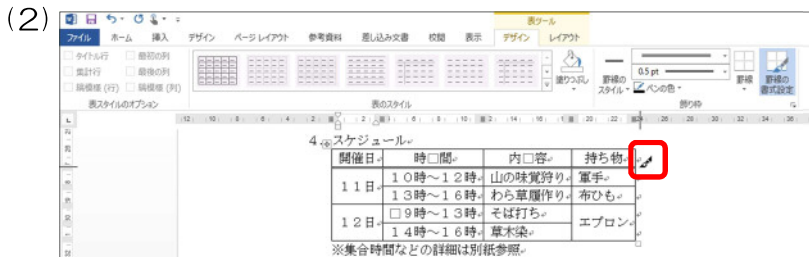 (2)
表ツール
ファイル ホーム 挿入 デザイン ページ レイアウト 参考資料 差し込み文書 校閲 表示 デザイン レイアウト
タイトル行 最初の列
集計行 最後の列
縞模様 (行) 縞模様 (列)
塗りつぶし
罫線のスタイル
0.5 pt
ペンの色
罫線
罫線の書式設定
表スタイルのオプション 表のスタイル 飾り枠
4.スケジュール
開催日 時□間 内□容 持ち物
11日 10時～12時 山の味覚狩り 軍手
13時～16時 わら草履作り 布ひも
12日 □9時～13時 そば打ち エプロン
14時～16時 草木染
※集合時間などの詳細は別紙参照